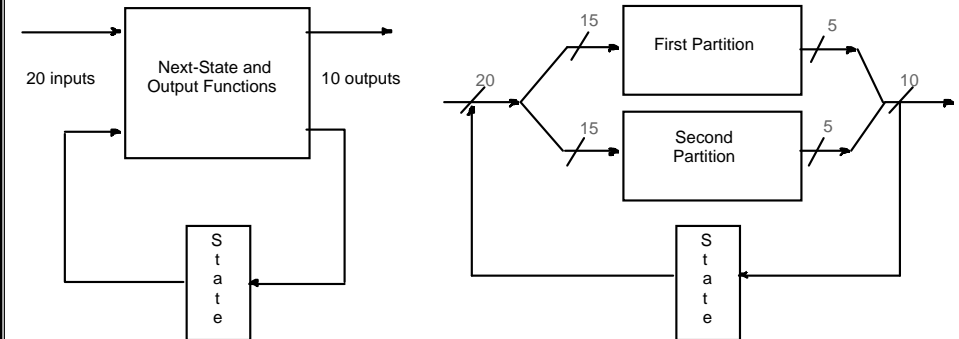 Next-State and
Output Functions
20 inputs
10 outputs
S
t
a
t
e
15
5
First Partition
20
10
15
5
Second
Partition
S
t
a
t
e